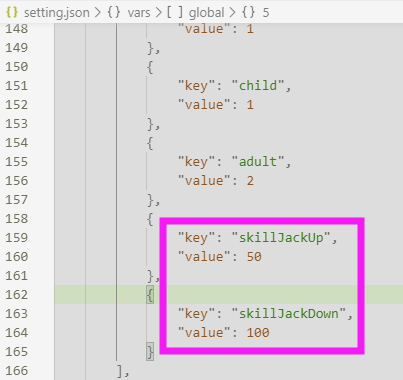 {} setting.json > {} vars > [ ] global > {} 5
148 "value": 1
149 },
150 {
151 "key": "child",
152 "value": 1
153 },
154 {
155 "key": "adult",
156 "value": 2
157 },
158 {
159 "key": "skillJackUp",
160 "value": 50
161 },
162 {
163 "key": "skillJackDown",
164 "value": 100
165 }
166 ],